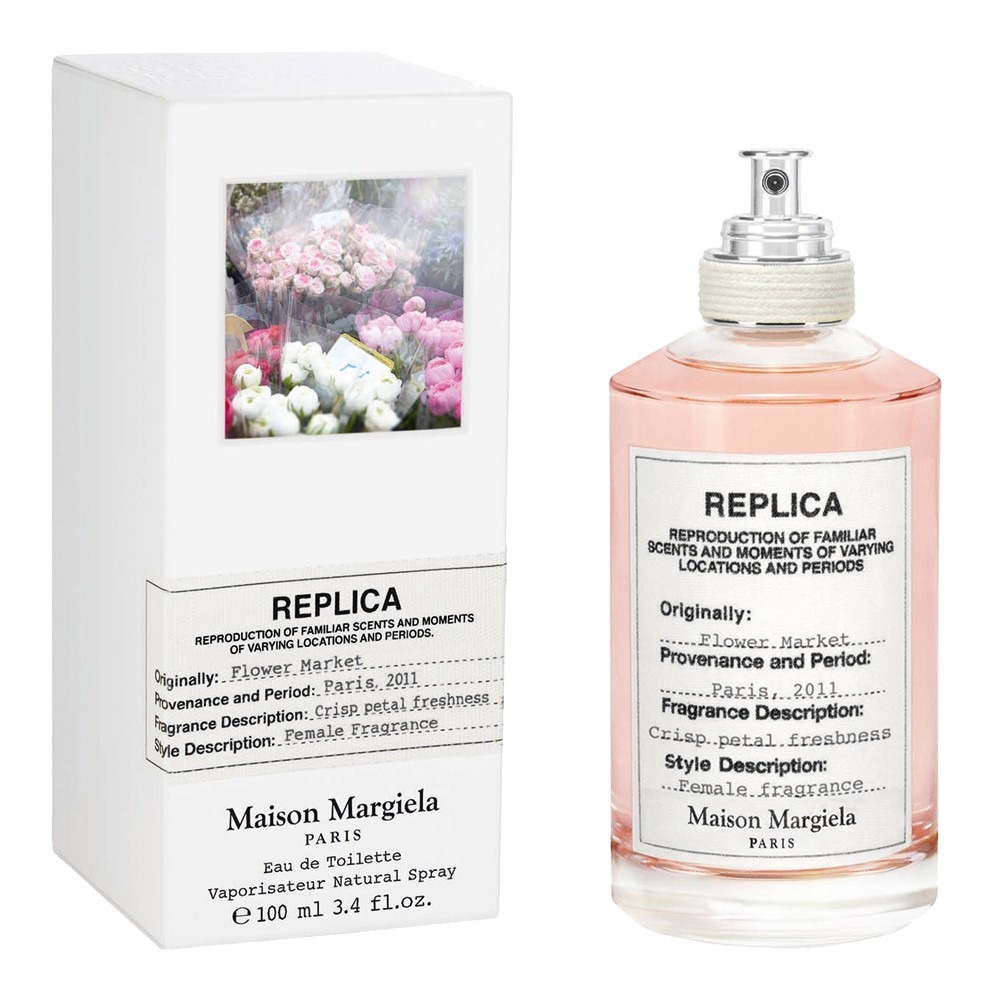 REPLICA
REPRODUCTION OF FAMILIAR SCENTS AND MOMENTS
OF VARYING LOCATIONS AND PERIODS.
Originally: Flower Market
Provenance and Period: Paris, 2011
Fragrance Description: Crisp petal freshness
Style Description: Female Fragrance
Maison Margiela
PARIS
Eau de Toilette
Vaporisateur Natural Spray
℮ 100 ml 3.4 fl.oz.
REPLICA
REPRODUCTION OF FAMILIAR
SCENTS AND MOMENTS OF VARYING
LOCATIONS AND PERIODS
Originally:
Flower Market
Provenance and Period:
Paris, 2011
Fragrance Description:
Crisp petal freshness
Style Description:
Female fragrance
Maison Margiela
PARIS